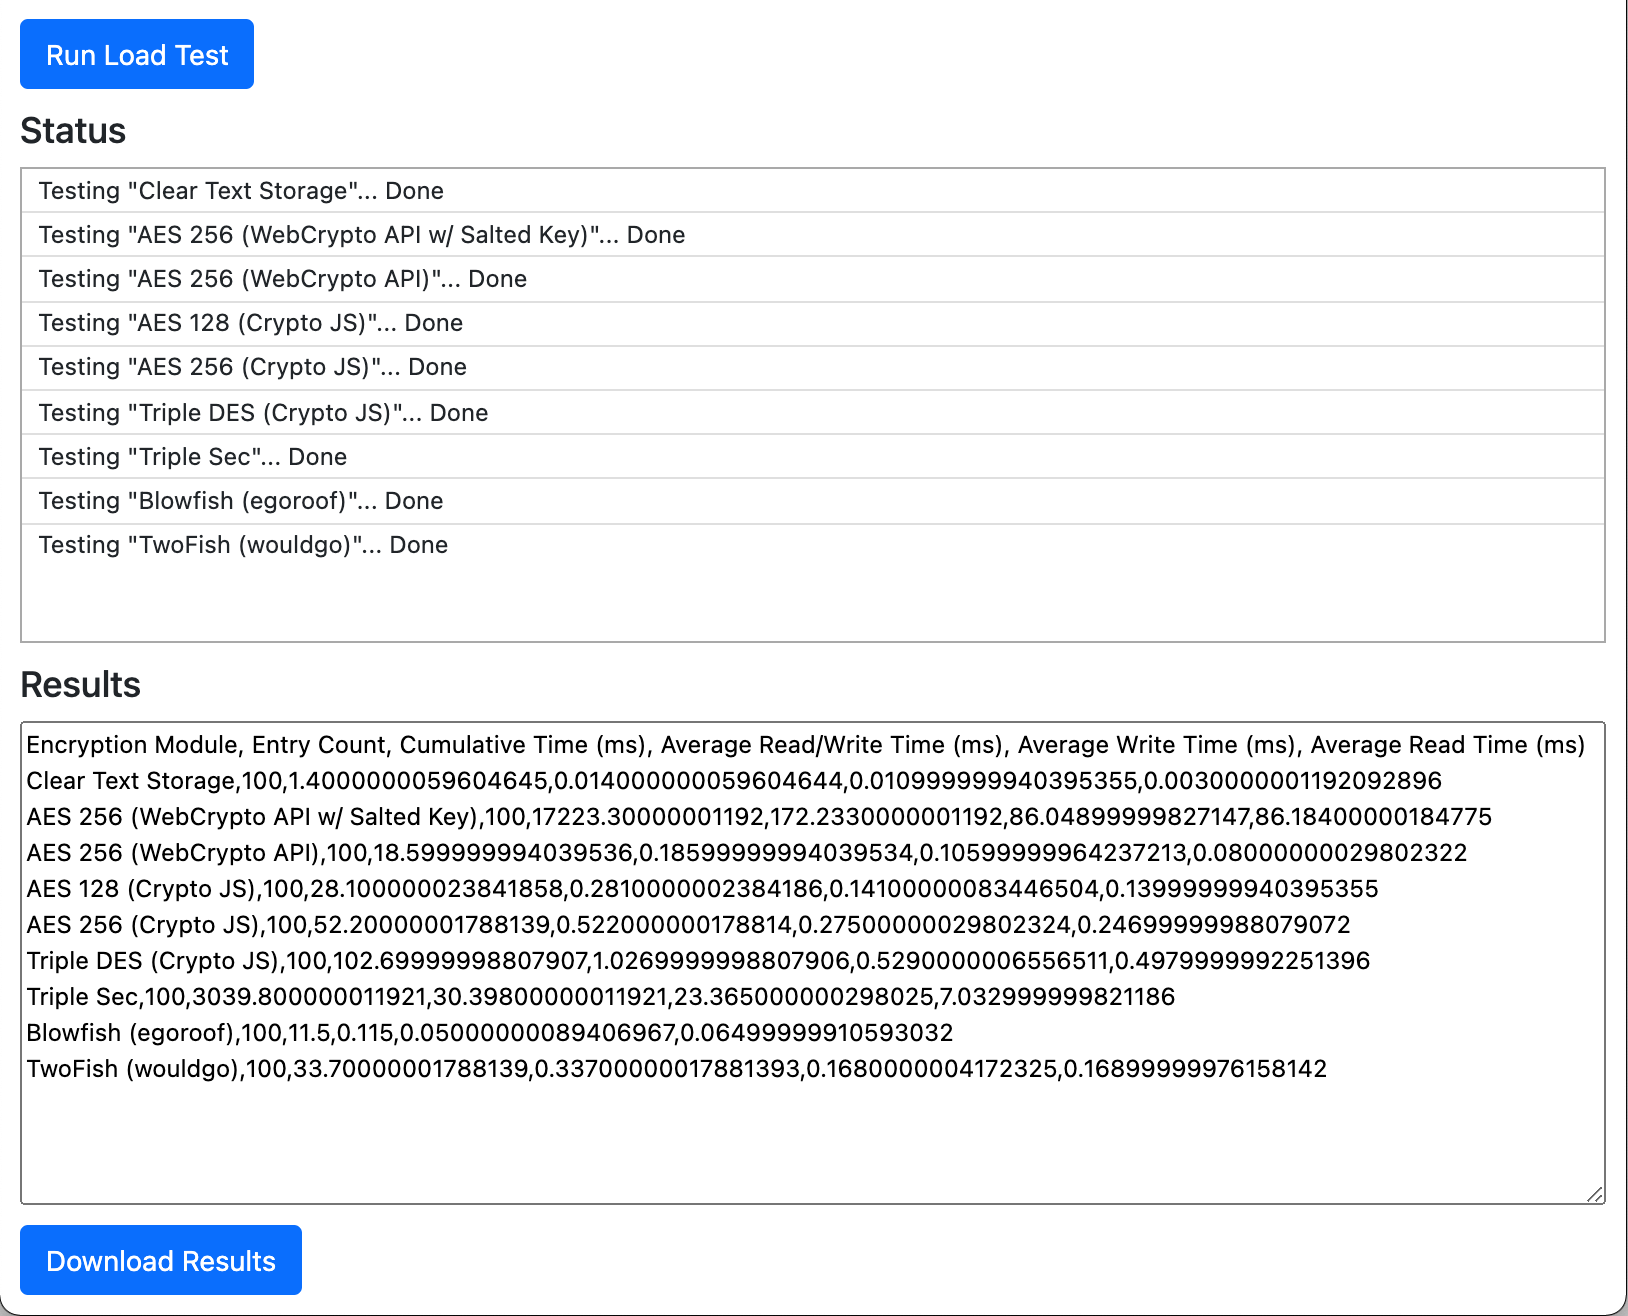 Run Load Test
Status
Testing "Clear Text Storage"... Done
Testing "AES 256 (WebCrypto API w/ Salted Key)"... Done
Testing "AES 256 (WebCrypto API)"... Done
Testing "AES 128 (Crypto JS)"... Done
Testing "AES 256 (Crypto JS)"... Done
Testing "Triple DES (Crypto JS)"... Done
Testing "Triple Sec"... Done
Testing "Blowfish (egoroof)"... Done
Testing "TwoFish (wouldgo)"... Done
Results
Encryption Module, Entry Count, Cumulative Time (ms), Average Read/Write Time (ms), Average Write Time (ms), Average Read Time (ms)
Clear Text Storage,100,1.4000000059604645,0.014000000059604644,0.010999999940395355,0.0030000001192092896
AES 256 (WebCrypto API w/ Salted Key),100,17223.30000001192,172.2330000001192,86.04899999827147,86.18400000184775
AES 256 (WebCrypto API),100,18.599999994039536,0.18599999994039534,0.10599999964237213,0.08000000029802322
AES 128 (Crypto JS),100,28.100000023841858,0.2810000002384186,0.14100000083446504,0.13999999940395355
AES 256 (Crypto JS),100,52.20000001788139,0.522000000178814,0.27500000029802324,0.24699999988079072
Triple DES (Crypto JS),100,102.69999998807907,1.0269999998807906,0.5290000006556511,0.4979999992251396
Triple Sec,100,3039.800000011921,30.39800000011921,23.365000000298025,7.032999999821186
Blowfish (egoroof),100,11.5,0.115,0.05000000089406967,0.06499999910593032
TwoFish (wouldgo),100,33.70000001788139,0.33700000017881393,0.1680000004172325,0.16899999976158142
Download Results